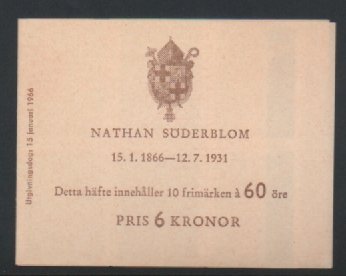 Utgivningsdag: 15 januari 1966
NATHAN SÖDERBLOM
15. 1. 1866—12. 7. 1931
Detta häfte innehåller 10 frimärken à 60 öre
PRIS 6 KRONOR